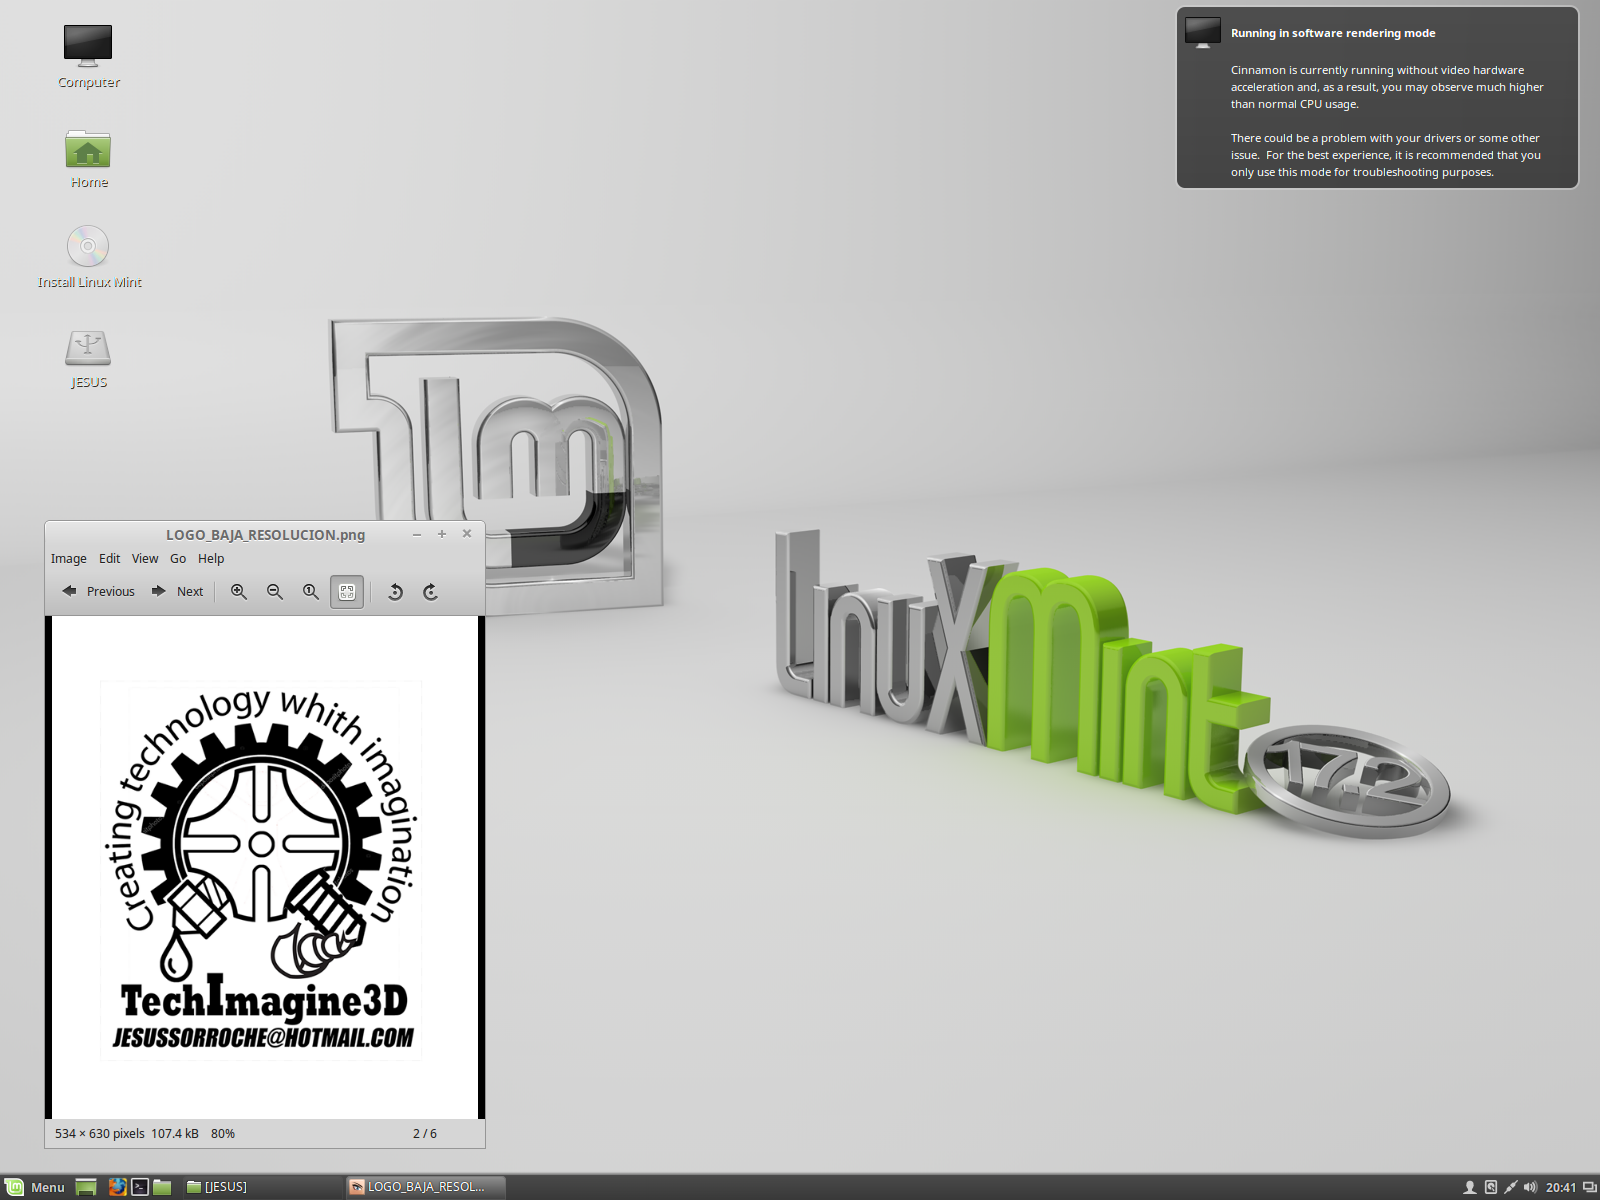 Computer
Home
Install Linux Mint
JESUS
Running in software rendering mode
Cinnamon is currently running without video hardware
acceleration and, as a result, you may observe much higher
than normal CPU usage.
There could be a problem with your drivers or some other
issue.  For the best experience, it is recommended that you
only use this mode for troubleshooting purposes.
LinuxMint
17.2
LOGO_BAJA_RESOLUCION.png
Image Edit View Go Help
Previous Next
Creating technology whith imagination
TechImagine3D
JESUSSORROCHE@HOTMAIL.COM
534 × 630 pixels 107.4 kB 80% 2 / 6
Menu [JESUS] LOGO_BAJA_RESOL... 20:41